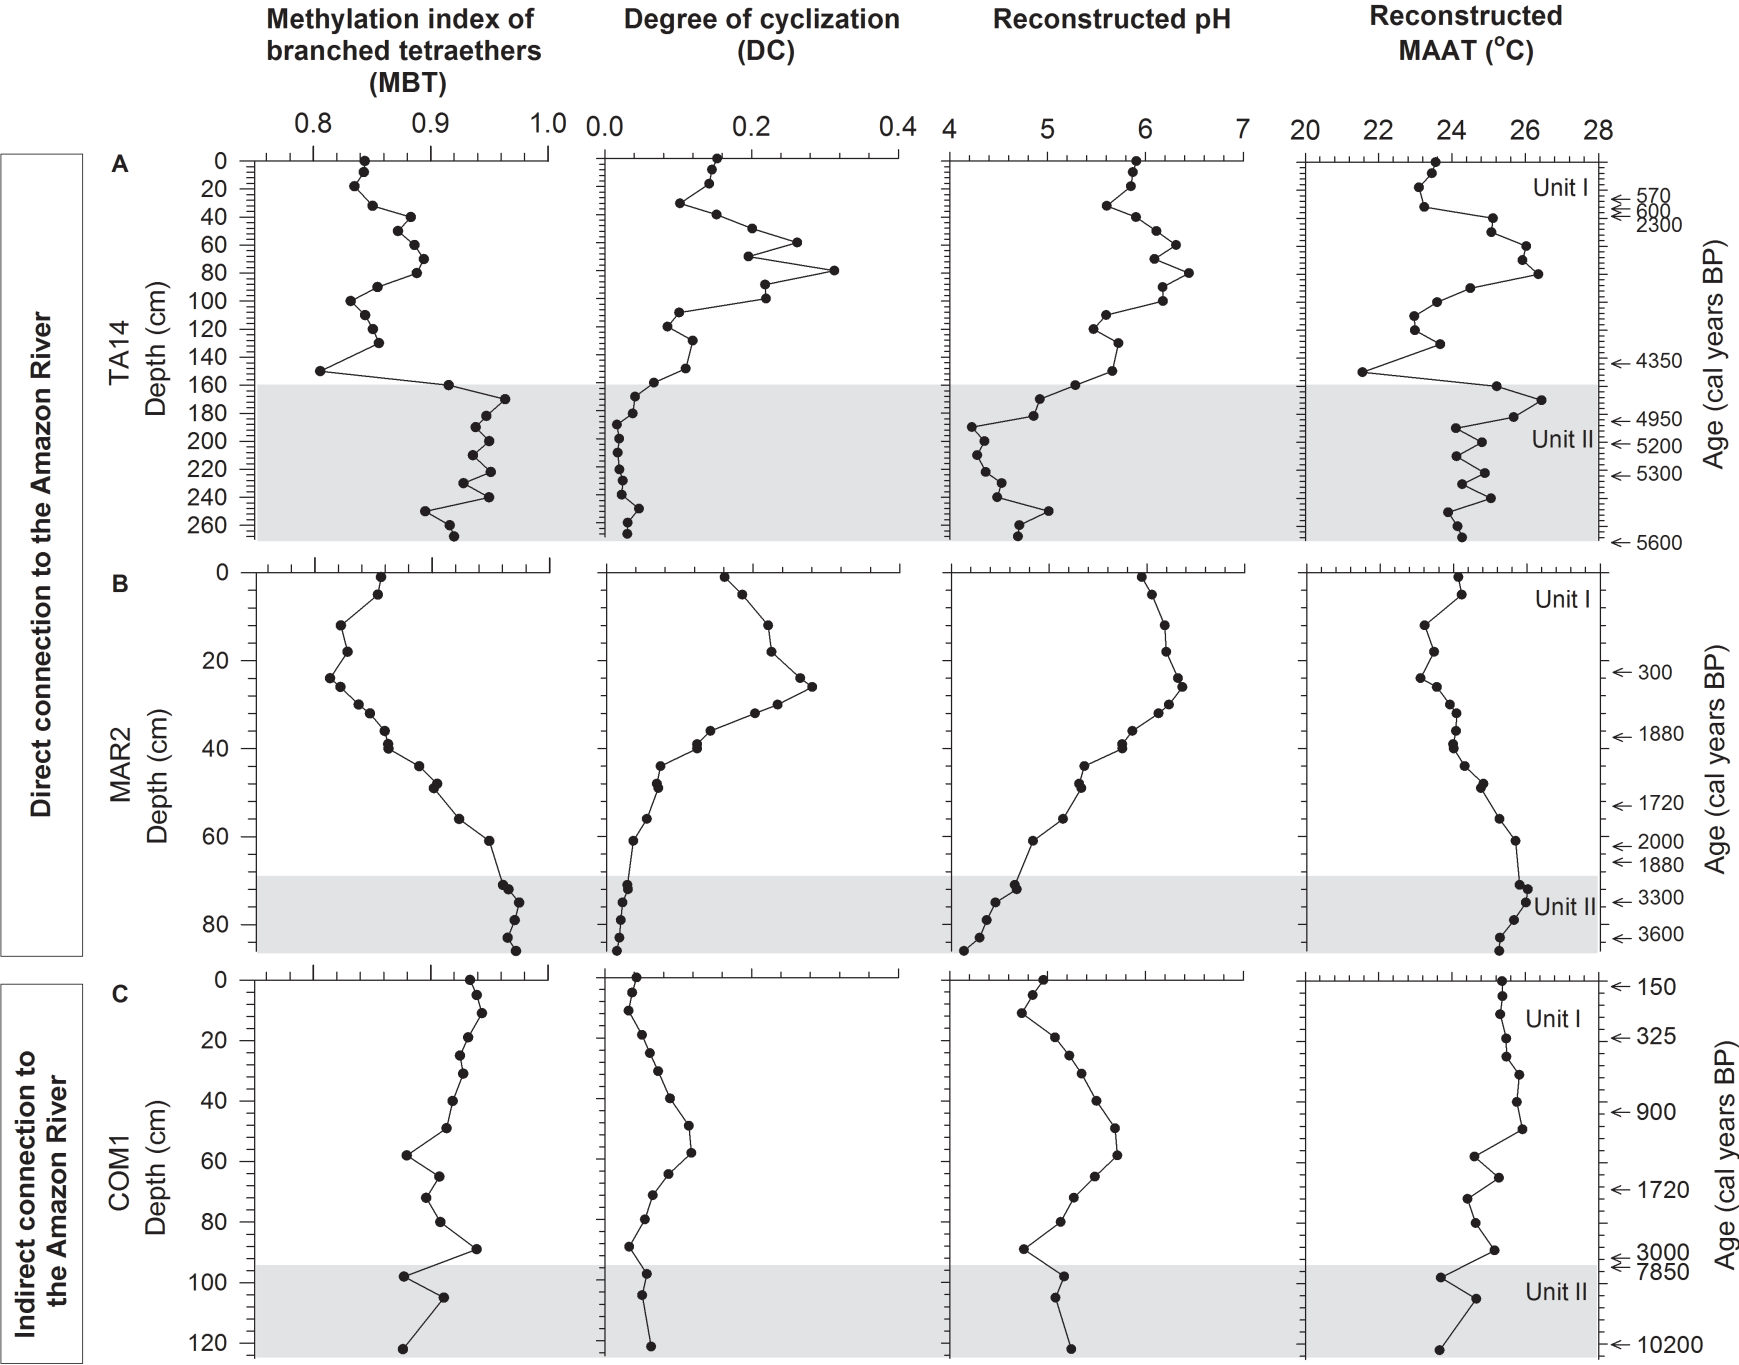 Methylation index of
branched tetraethers
(MBT)
Degree of cyclization
(DC)
Reconstructed pH
Reconstructed
MAAT (°C)
0.8 0.9 1.0
0.0 0.2 0.4
4 5 6 7
20 22 24 26 28
Direct connection to the Amazon River
A
TA14
Depth (cm)
0
20
40
60
80
100
120
140
160
180
200
220
240
260
Unit I
Unit II
570
600
2300
4350
4950
5200
5300
5600
Age (cal years BP)
B
MAR2
Depth (cm)
0
20
40
60
80
Unit I
Unit II
300
1880
1720
2000
1880
3300
3600
Age (cal years BP)
Indirect connection to
the Amazon River
C
COM1
Depth (cm)
0
20
40
60
80
100
120
Unit I
Unit II
150
325
900
1720
3000
7850
10200
Age (cal years BP)